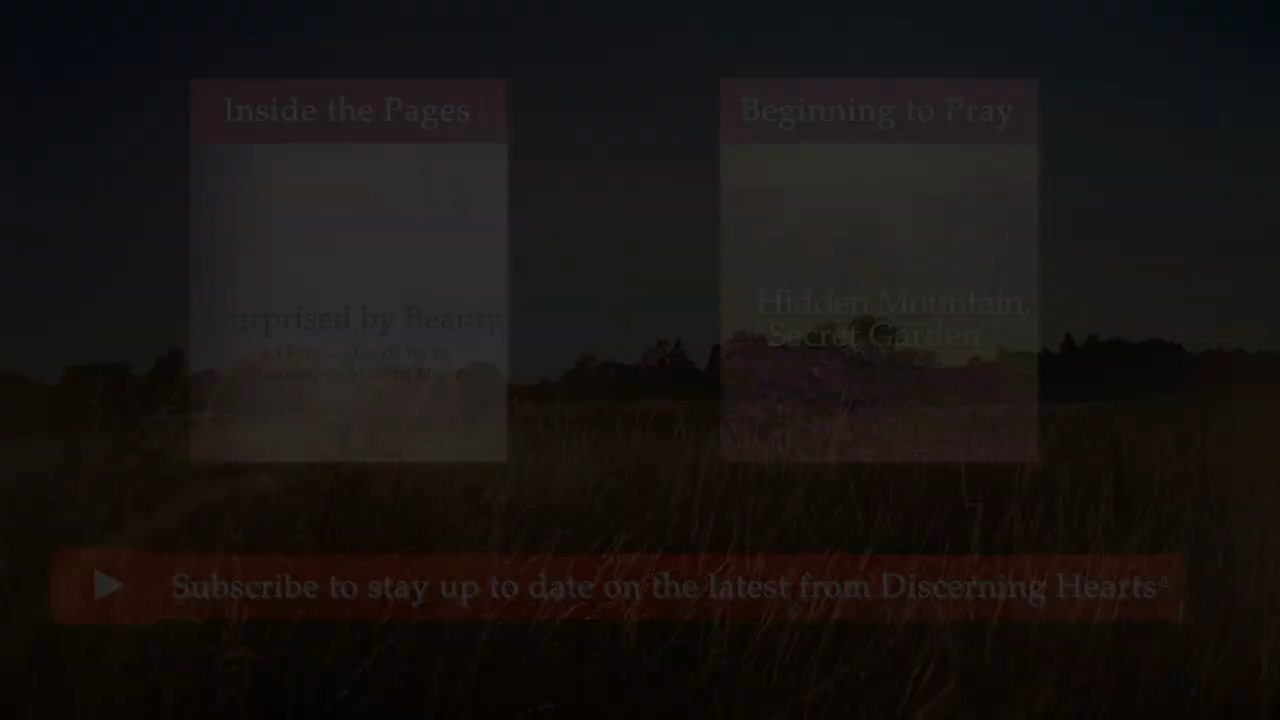 Inside the Pages
Beginning to Pray
Hidden Mountain,
Secret Garden
urprised by Beauty
Subscribe to stay up to date on the latest from Discerning Hearts®